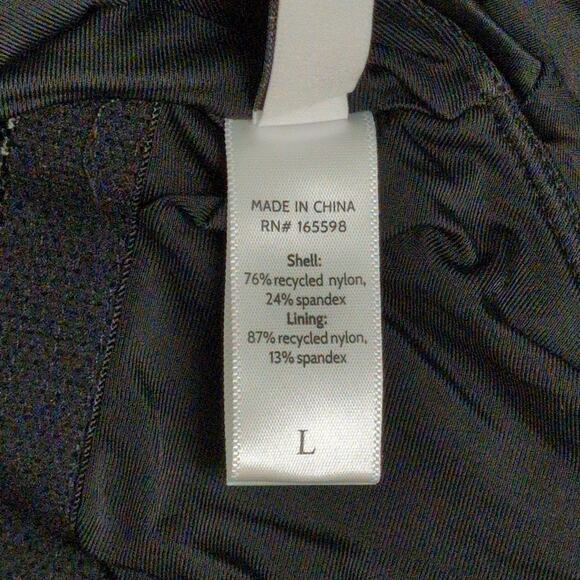 MADE IN CHINA
RN# 165598
Shell:
76% recycled nylon,
24% spandex
Lining:
87% recycled nylon,
13% spandex
L